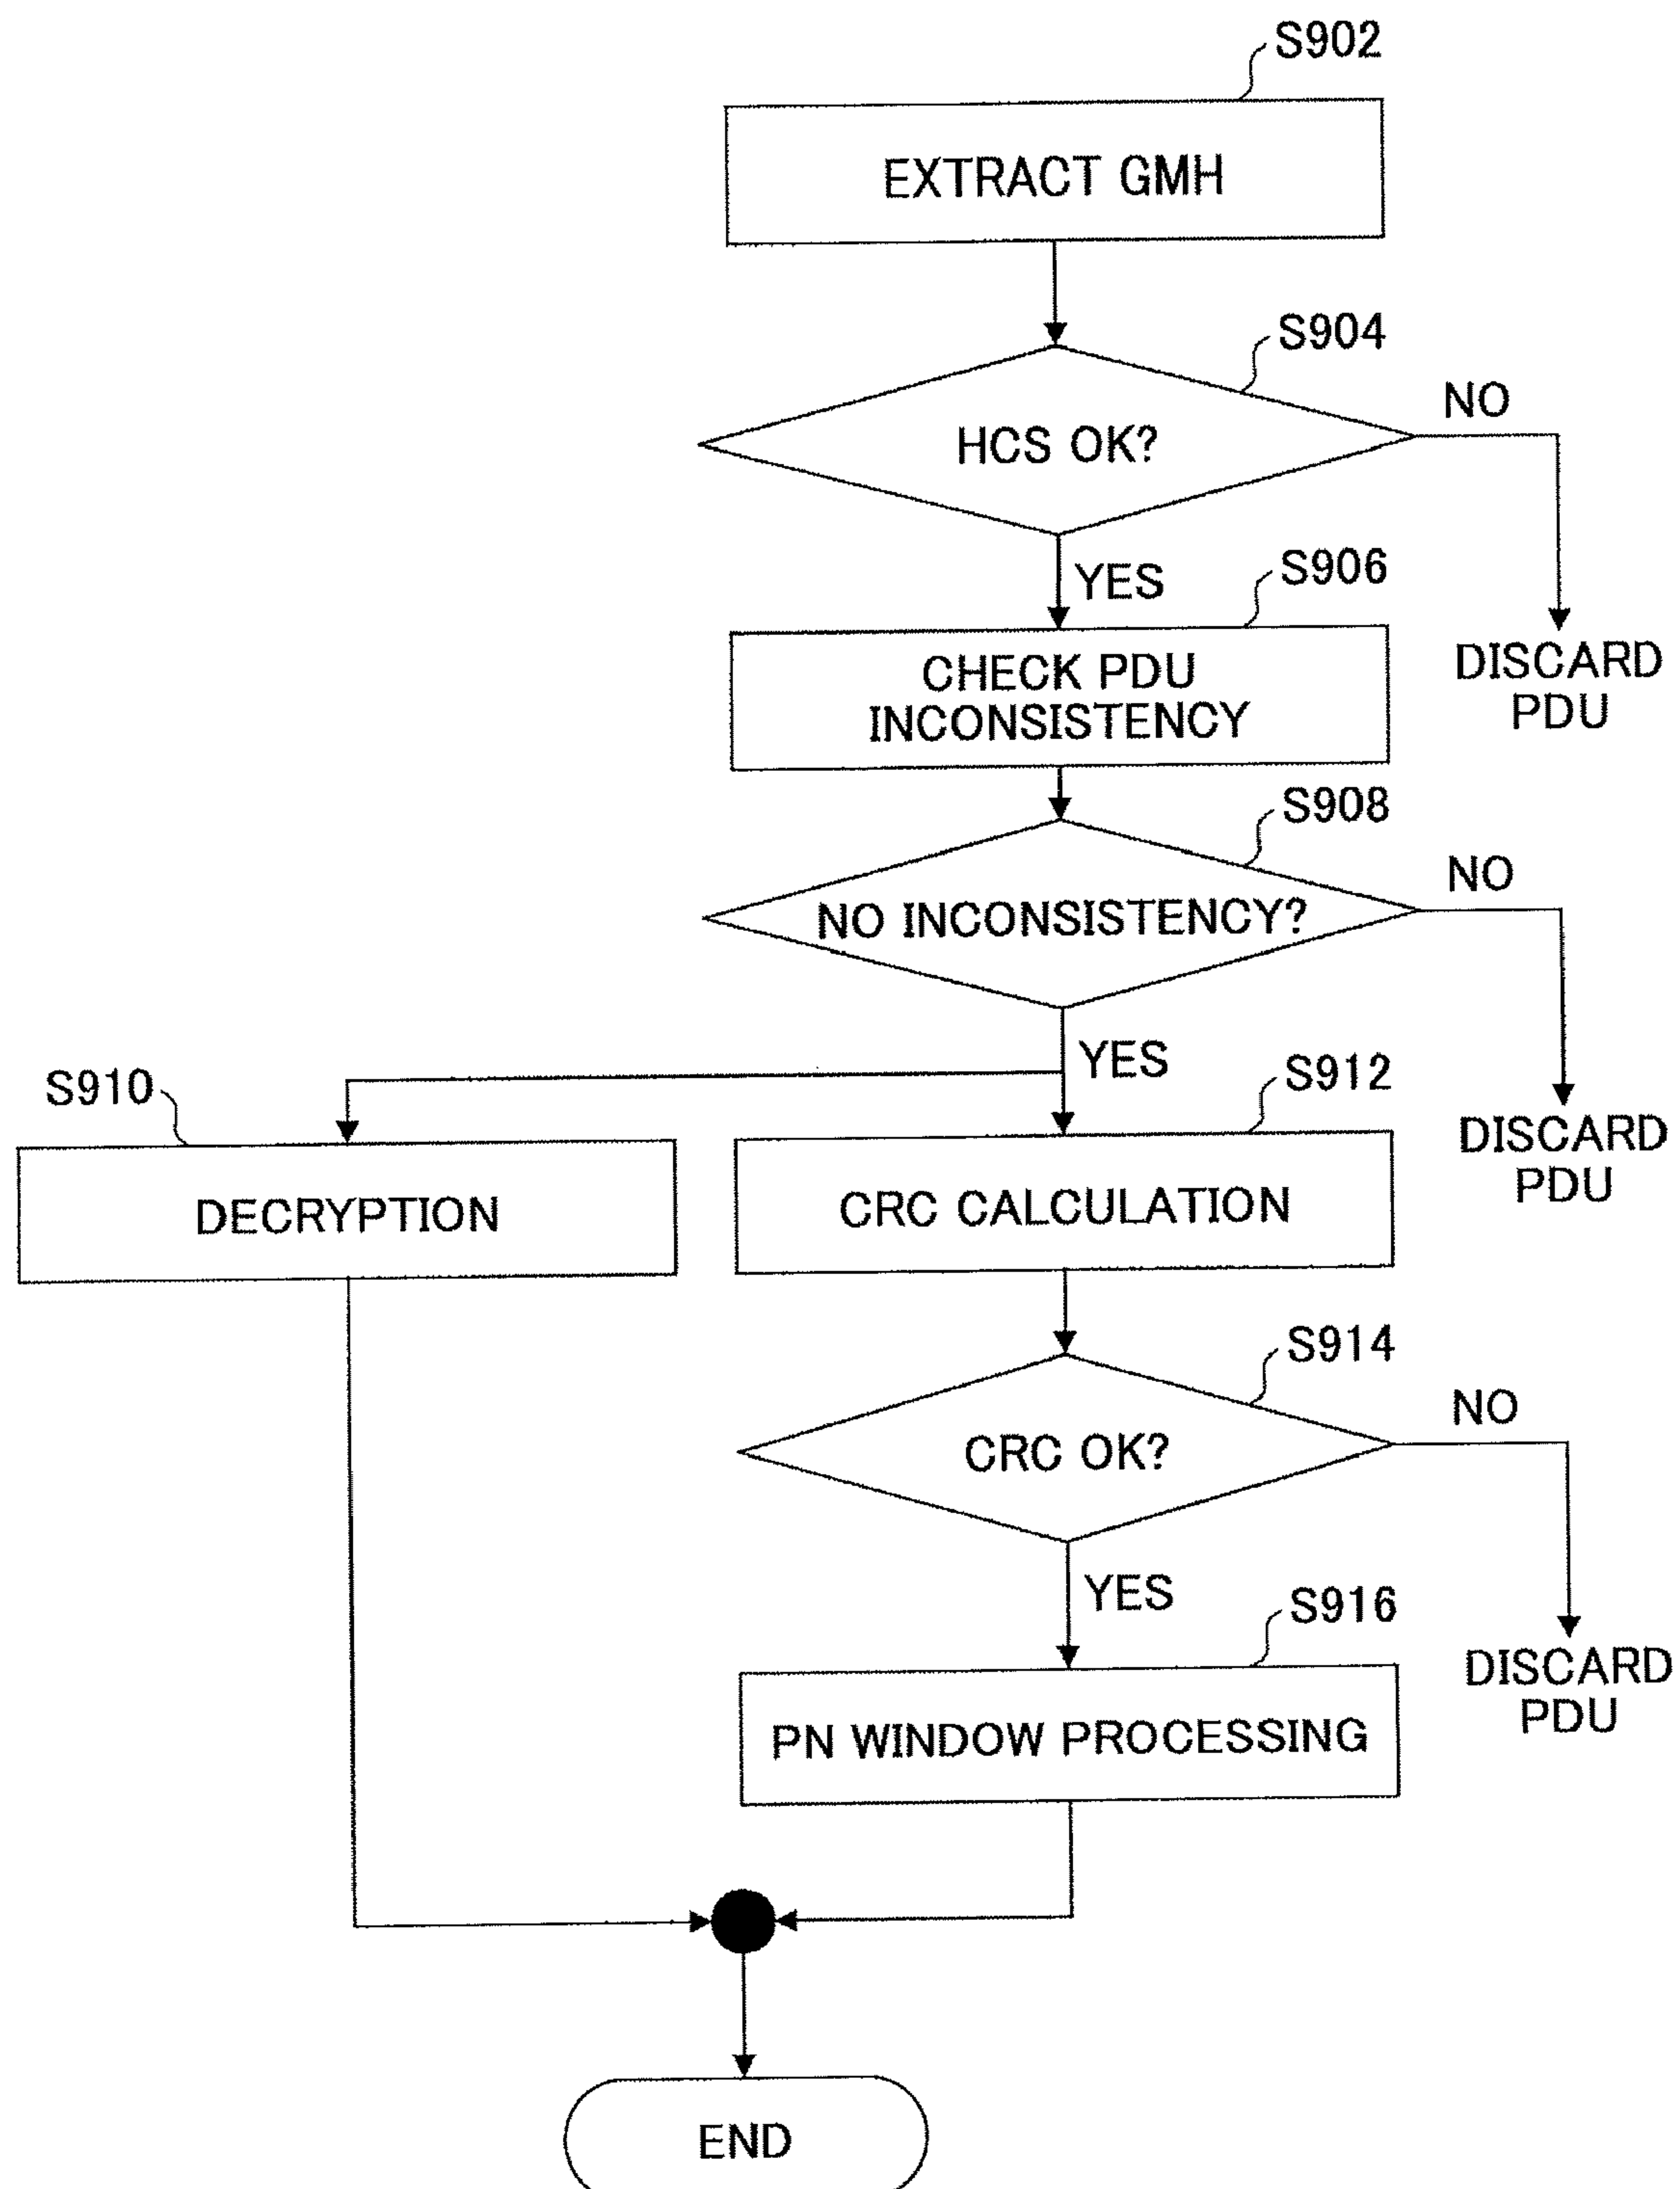 S902
EXTRACT GMH
S904
HCS OK?
NO
YES
S906
CHECK PDU
INCONSISTENCY
DISCARD
PDU
S908
NO INCONSISTENCY?
NO
YES
S910
S912
DISCARD
PDU
DECRYPTION
CRC CALCULATION
S914
CRC OK?
NO
YES
S916
DISCARD
PDU
PN WINDOW PROCESSING
END